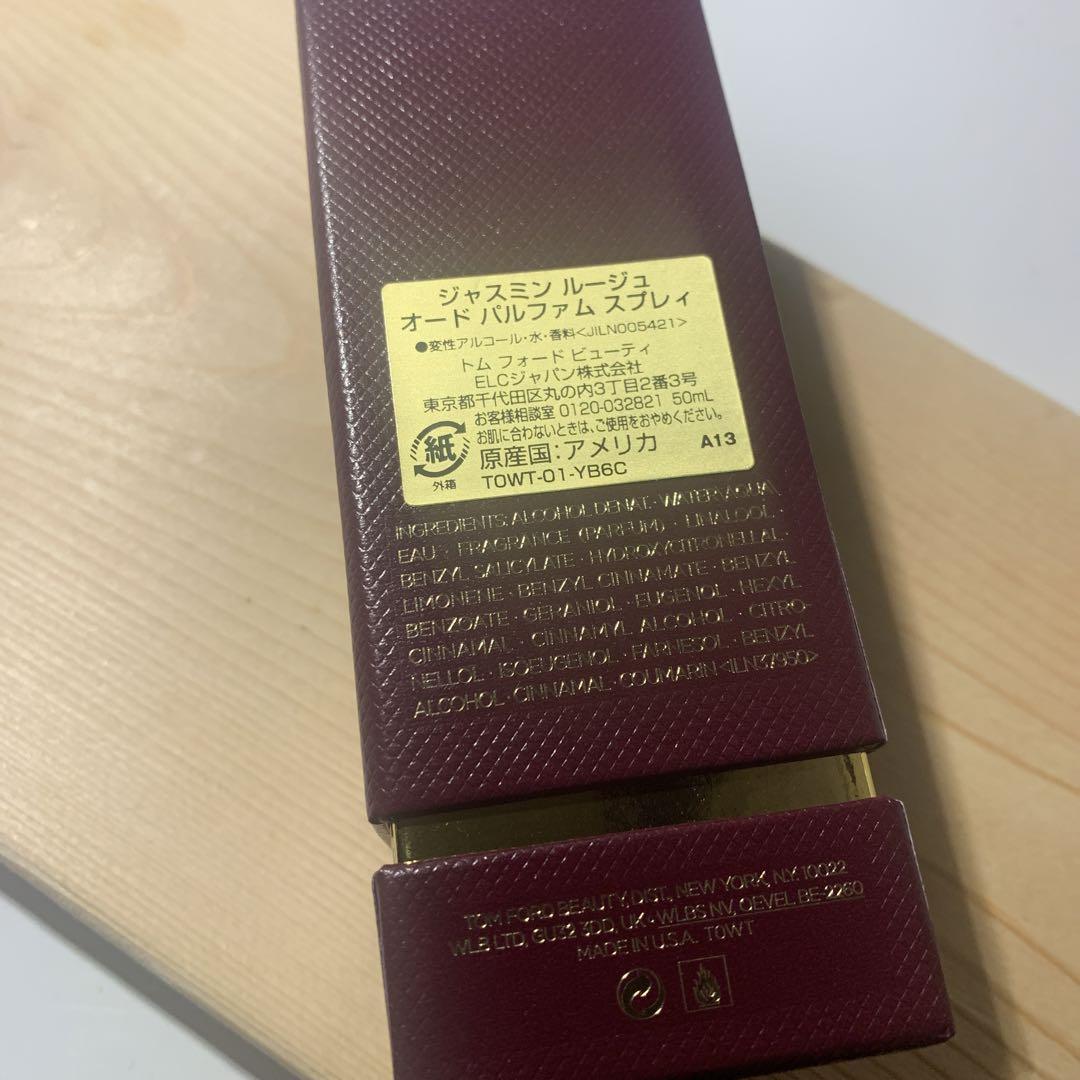 ジャスミン ルージュ
オード パルファム スプレィ
●変性アルコール・水・香料<JILN005421>
トム フォード ビューティ
ELCジャパン株式会社
東京都千代田区丸の内3丁目2番3号
お客様相談室 0120-032821 50mL
お肌に合わないときは、ご使用をおやめください。
紙
外箱
原産国:アメリカ A13
T0WT-01-YB6C
INGREDIENTS: ALCOHOL DENAT. · WATER\AQUA\
EAU · FRAGRANCE (PARFUM) · LINALOOL ·
BENZYL SALICYLATE · HYDROXYCITRONELLAL ·
LIMONENE · BENZYL CINNAMATE · BENZYL
BENZOATE · GERANIOL · EUGENOL · HEXYL
CINNAMAL · CINNAMYL ALCOHOL · CITRO-
NELLOL · ISOEUGENOL · FARNESOL · BENZYL
ALCOHOL · CINNAMAL · COUMARIN <ILN37950>
TOM FORD BEAUTY, DIST., NEW YORK, N.Y. 10022
WLB LTD, GU32 3DD, UK · WLBS NV, OEVEL BE-2260
MADE IN U.S.A. T0WT